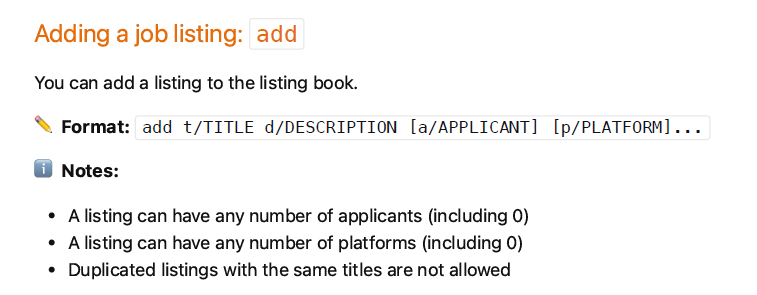 Adding a job listing: add
You can add a listing to the listing book.
✏️ Format: add t/TITLE d/DESCRIPTION [a/APPLICANT] [p/PLATFORM]...
ℹ️ Notes:
• A listing can have any number of applicants (including 0)
• A listing can have any number of platforms (including 0)
• Duplicated listings with the same titles are not allowed